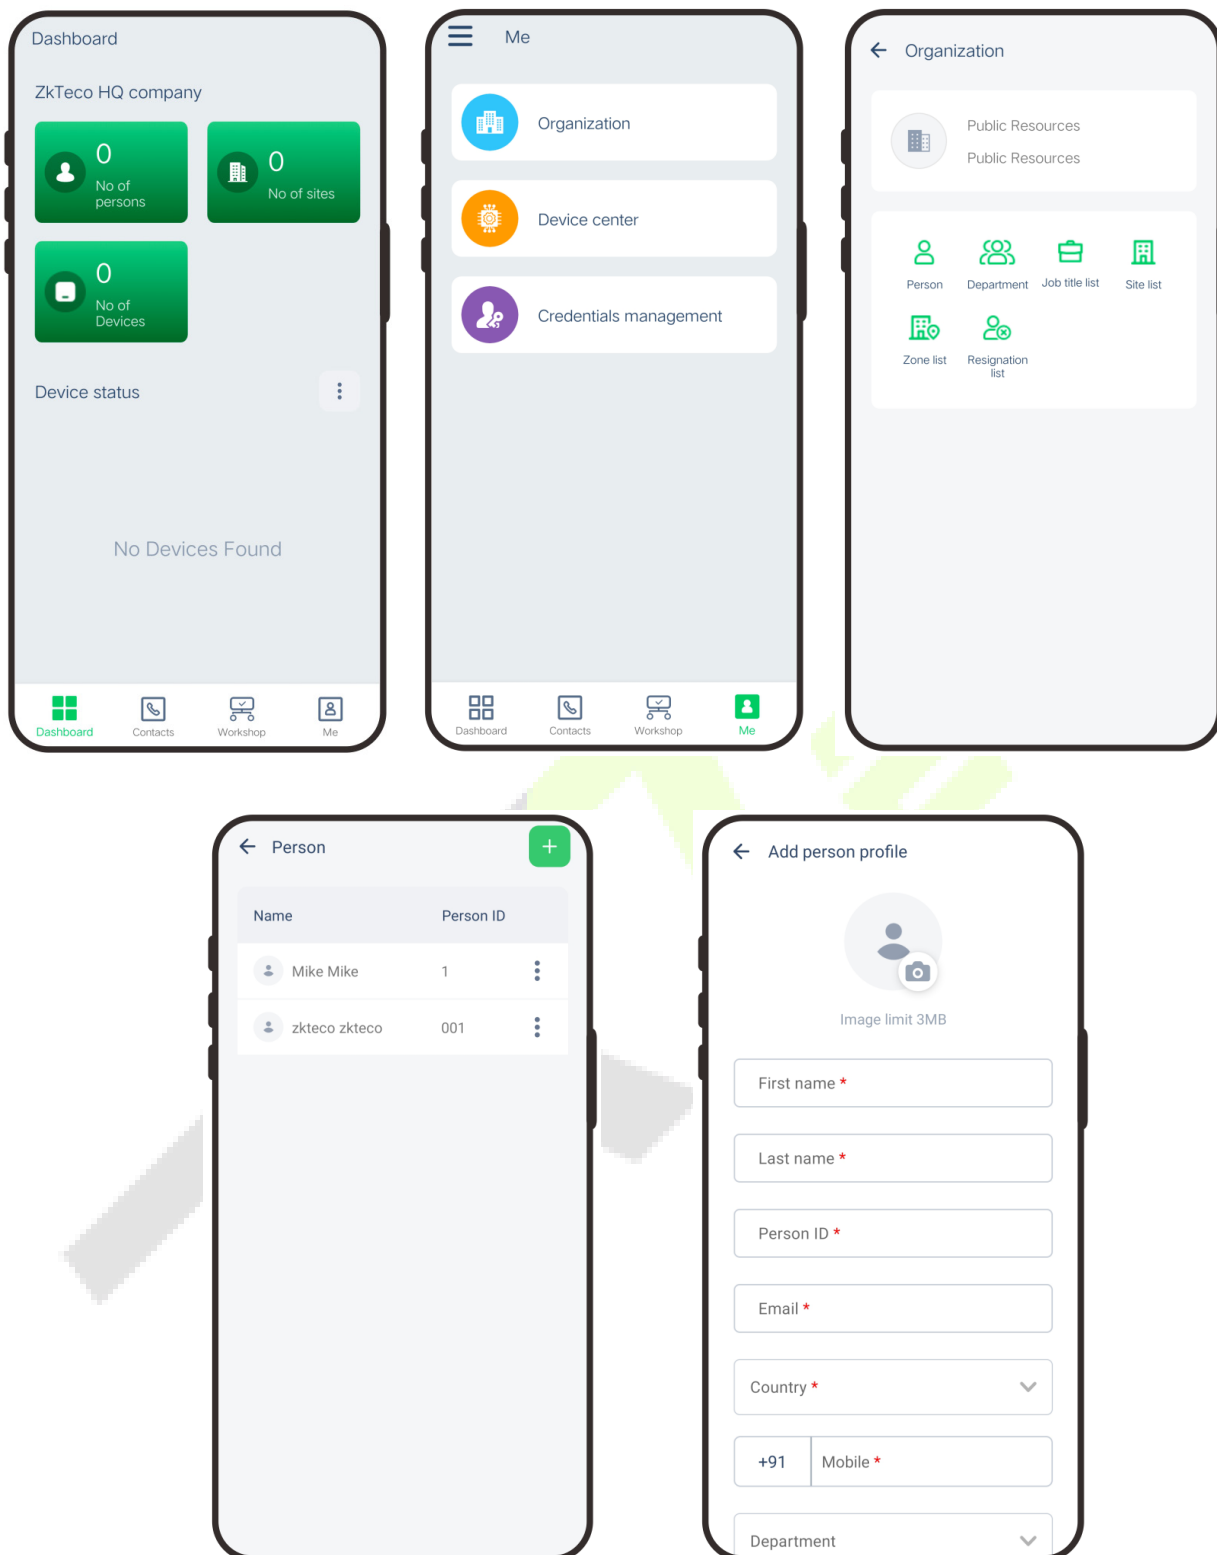 Dashboard
ZkTeco HQ company
0
No of
persons
0
No of sites
0
No of
Devices
Device status
No Devices Found
Dashboard
Contacts
Workshop
Me
Me
Organization
Device center
Credentials management
Dashboard
Contacts
Workshop
Me
Organization
Public Resources
Public Resources
Person
Department
Job title list
Site list
Zone list
Resignation
list
Person
+
Name
Person ID
Mike Mike
1
zkteco zkteco
001
Add person profile
Image limit 3MB
First name *
Last name *
Person ID *
Email *
Country *
+91
Mobile *
Department